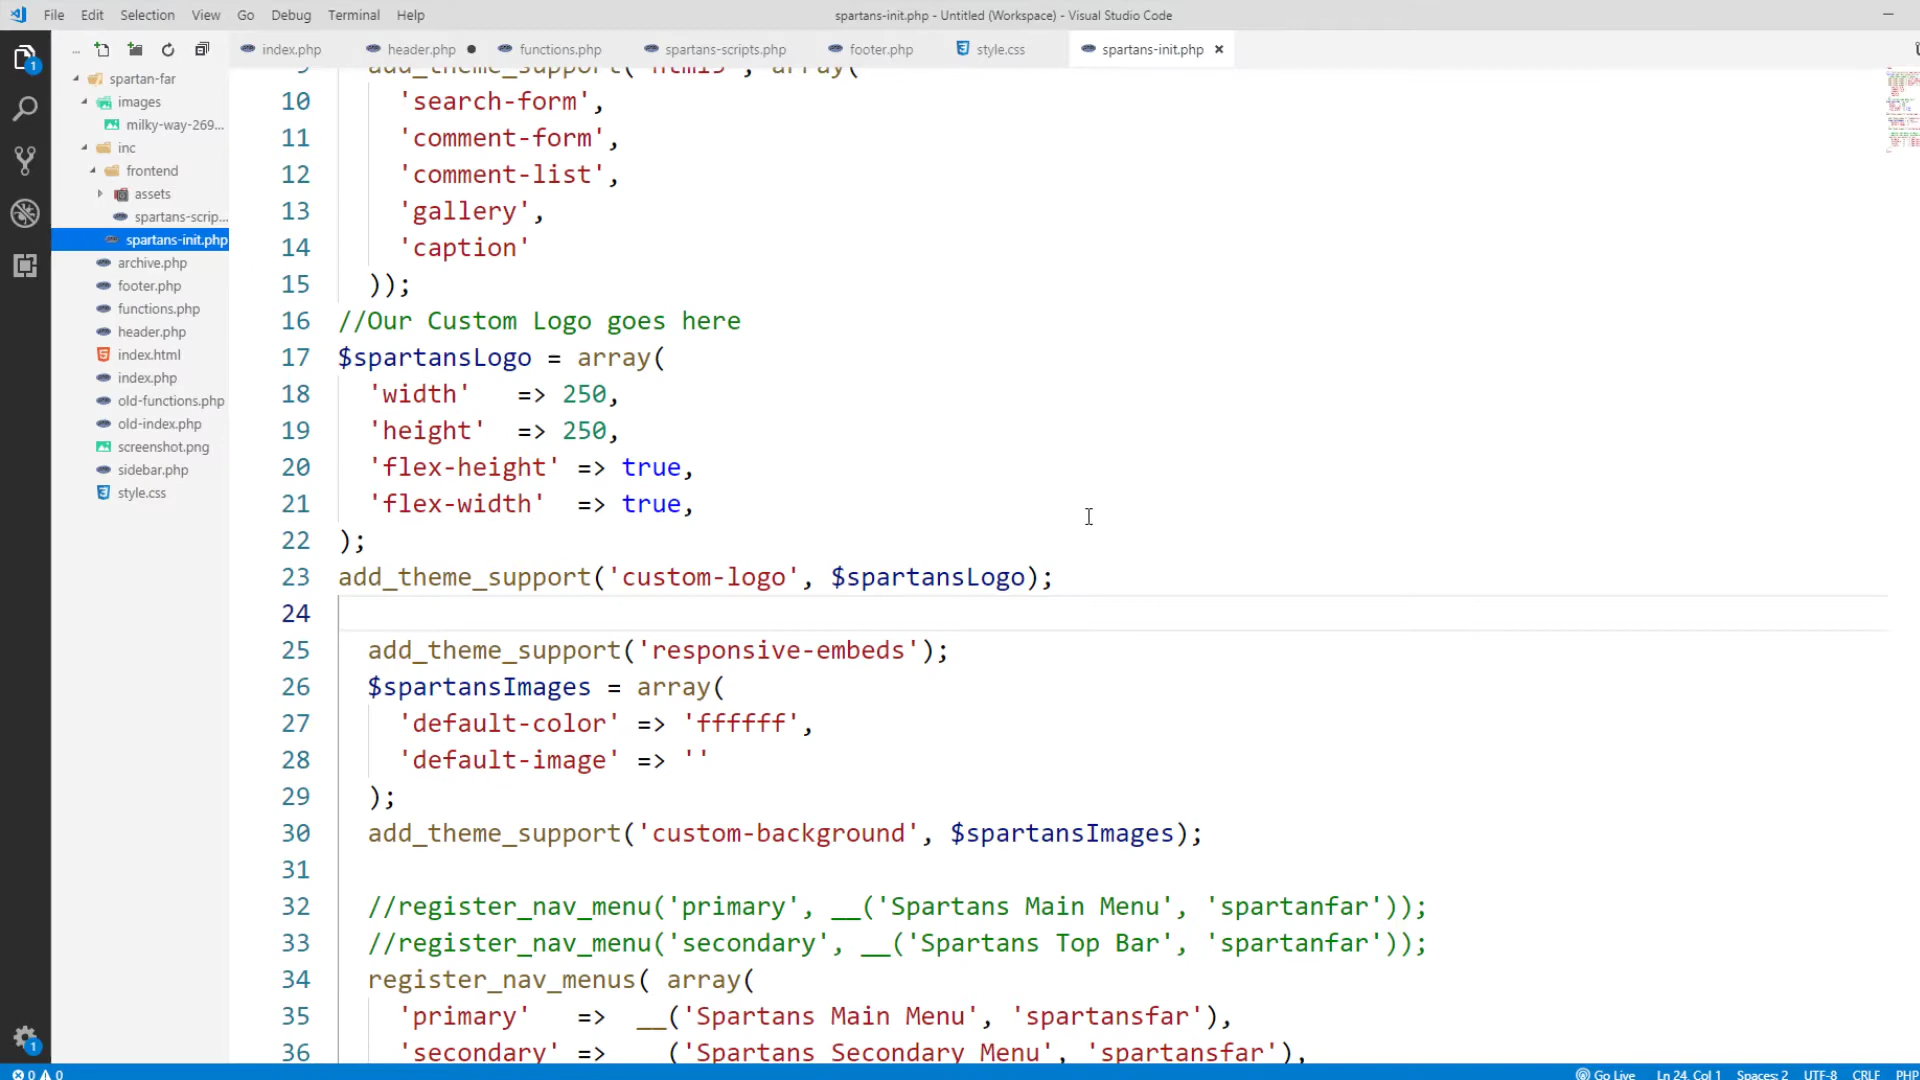 File Edit Selection View Go Debug Terminal Help
spartans-init.php - Untitled (Workspace) - Visual Studio Code
... index.php header.php functions.php spartans-scripts.php footer.php style.css spartans-init.php
1
spartan-far
images
milky-way-269...
inc
frontend
assets
spartans-scrip...
spartans-init.php
archive.php
footer.php
functions.php
header.php
index.html
index.php
old-functions.php
old-index.php
screenshot.png
sidebar.php
style.css
1
9 add_theme_support( 'html5', array(
10 'search-form',
11 'comment-form',
12 'comment-list',
13 'gallery',
14 'caption'
15 ));
16 //Our Custom Logo goes here
17 $spartansLogo = array(
18 'width' => 250,
19 'height' => 250,
20 'flex-height' => true,
21 'flex-width' => true,
22 );
23 add_theme_support('custom-logo', $spartansLogo);
24
25 add_theme_support('responsive-embeds');
26 $spartansImages = array(
27 'default-color' => 'ffffff',
28 'default-image' => ''
29 );
30 add_theme_support('custom-background', $spartansImages);
31
32 //register_nav_menu('primary', __('Spartans Main Menu', 'spartanfar'));
33 //register_nav_menu('secondary', __('Spartans Top Bar', 'spartanfar'));
34 register_nav_menus( array(
35 'primary' => __('Spartans Main Menu', 'spartansfar'),
36 'secondary' => __('Spartans Secondary Menu', 'spartansfar'),
0 0 Go Live Ln 24, Col 1 Spaces: 2 UTF-8 CRLF PHP